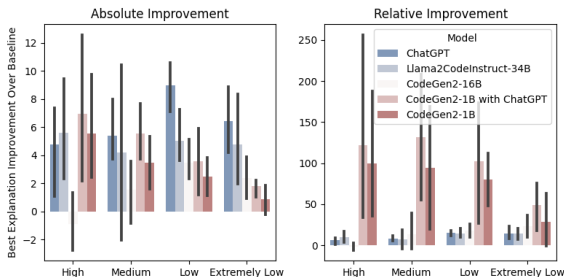 Absolute Improvement
Best Explanation Improvement Over Baseline
12
10
8
6
4
2
0
−2
High Medium Low Extremely Low
Relative Improvement
250
200
150
100
50
0
Model
ChatGPT
Llama2CodeInstruct-34B
CodeGen2-16B
CodeGen2-1B with ChatGPT
CodeGen2-1B
High Medium Low Extremely Low